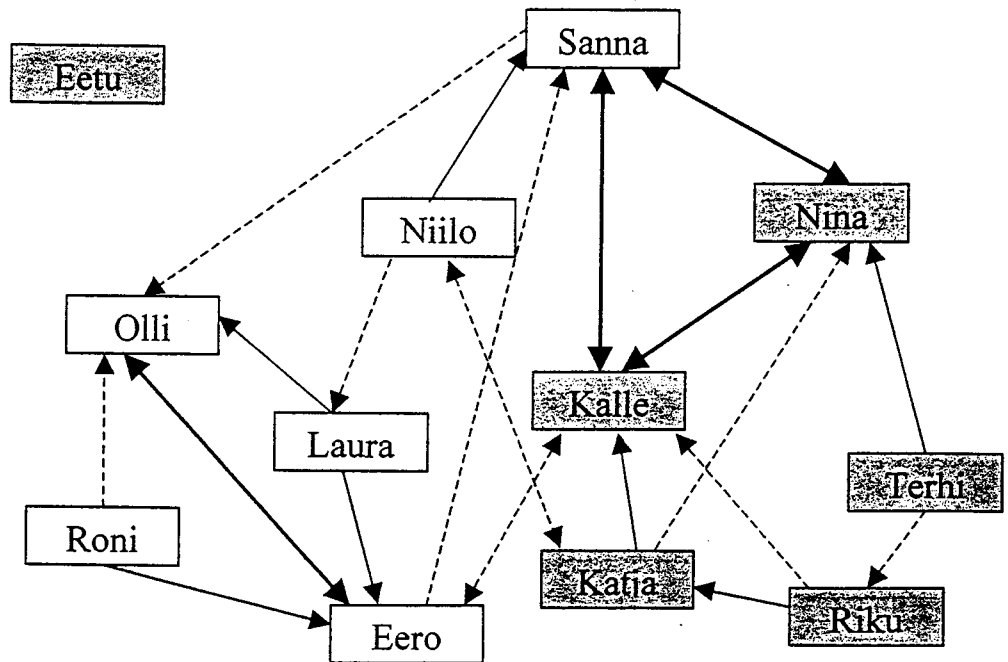 Sanna
Eetu
Nina
Niilo
Olli
Kalle
Laura
Terhi
Roni
Katja
Riku
Eero